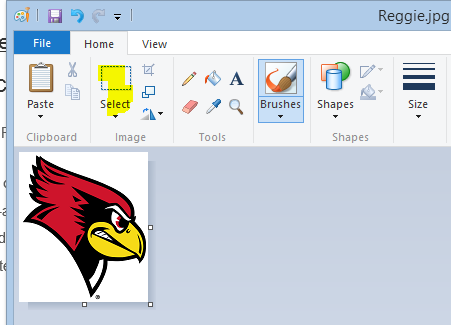 Reggie.jpg
File Home View
Paste Select Brushes Shapes Size
A
Clipboard Image Tools Shapes
®